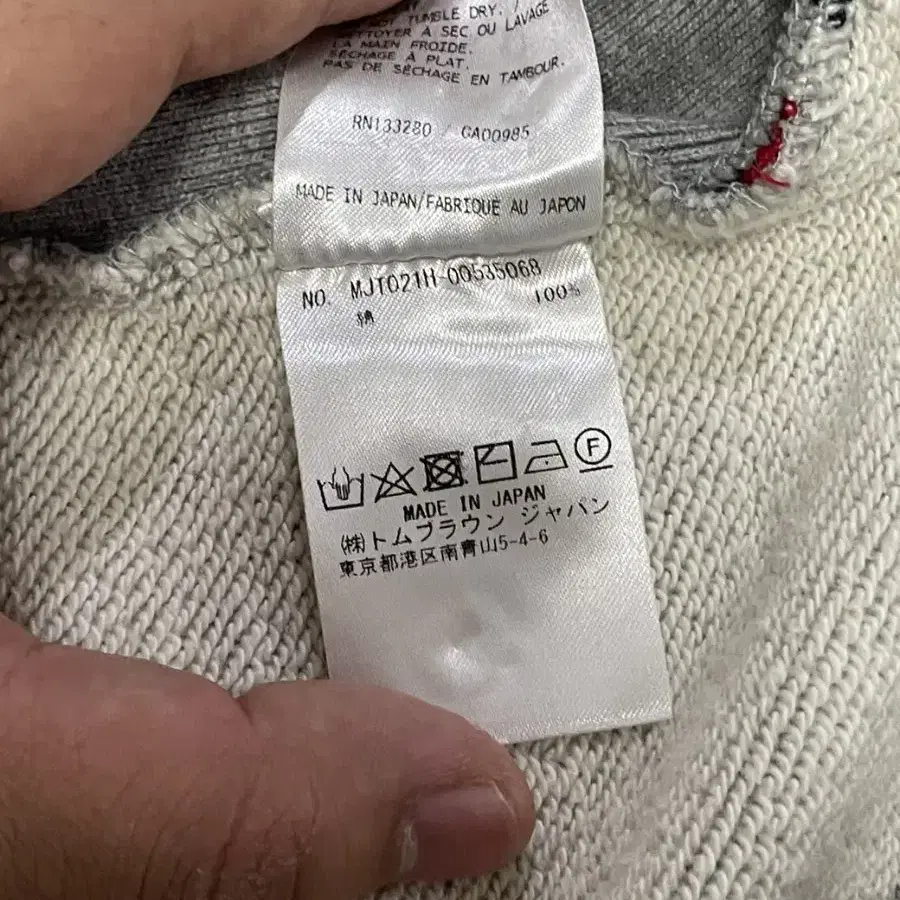 TUMBLE DRY. /
NETTOYER À SEC OU LAVAGE
LA MAIN FROIDE.
SÉCHAGE À PLAT.
PAS DE SÉCHAGE EN TAMBOUR.
RN133280 / CA00985
MADE IN JAPAN/FABRIQUE AU JAPON
NO. MJT021H-00535068
綿 100%
F
MADE IN JAPAN
(株)トムブラウン ジャパン
東京都港区南青山5-4-6